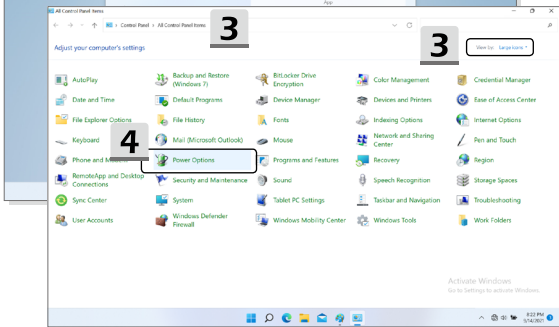 App
All Control Panel Items
Control Panel > All Control Panel Items
3
3
Adjust your computer's settings
View by: Large icons
AutoPlay
Backup and Restore
(Windows 7)
BitLocker Drive
Encryption
Color Management
Credential Manager
Date and Time
Default Programs
Device Manager
Devices and Printers
Ease of Access Center
File Explorer Options
File History
Fonts
Indexing Options
Internet Options
Keyboard
4
Mail (Microsoft Outlook)
Mouse
Network and Sharing
Center
Pen and Touch
Phone and
Power Options
Programs and Features
Recovery
Region
RemoteApp and Desktop
Connections
Security and Maintenance
Sound
Speech Recognition
Storage Spaces
Sync Center
System
Tablet PC Settings
Taskbar and Navigation
Troubleshooting
User Accounts
Windows Defender
Firewall
Windows Mobility Center
Windows Tools
Work Folders
Activate Windows
Go to Settings to activate Windows.
8:22 PM